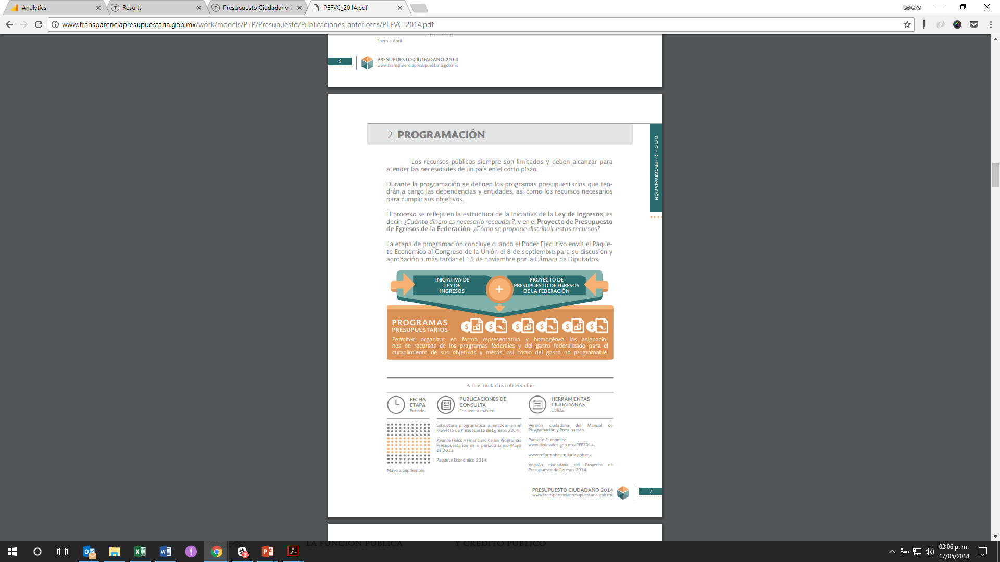 Analytics
Results
Presupuesto Ciudadano
PEFVC_2014.pdf
Lorena
www.transparenciapresupuestaria.gob.mx/work/models/PTP/Presupuesto/Publicaciones_anteriores/PEFVC_2014.pdf
Enero a Abril
6
PRESUPUESTO CIUDADANO 2014
www.transparenciapresupuestaria.gob.mx
2 PROGRAMACIÓN
CICLO :: 2 :: PROGRAMACIÓN
Los recursos públicos siempre son limitados y deben alcanzar para
atender las necesidades de un país en el corto plazo.
Durante la programación se definen los programas presupuestarios que ten-
drán a cargo las dependencias y entidades, así como los recursos necesarios
para cumplir sus objetivos.
El proceso se refleja en la estructura de la Iniciativa de la Ley de Ingresos, es
decir: ¿Cuánto dinero es necesario recaudar?, y en el Proyecto de Presupuesto
de Egresos de la Federación, ¿Cómo se propone distribuir estos recursos?
La etapa de programación concluye cuando el Poder Ejecutivo envía el Paque-
te Económico al Congreso de la Unión el 8 de septiembre para su discusión y
aprobación a más tardar el 15 de noviembre por la Cámara de Diputados.
INICIATIVA DE
LEY DE
INGRESOS
+
PROYECTO DE
PRESUPUESTO DE EGRESOS
DE LA FEDERACIÓN
PROGRAMAS
PRESUPUESTARIOS
$ $ $ $ $ $
Permiten organizar en forma representativa y homogénea las asignacio-
nes de recursos de los programas federales y del gasto federalizado para el
cumplimiento de sus objetivos y metas, así como del gasto no programable.
Para el ciudadano observador:
FECHA
ETAPA
Periodo:
Mayo a Septiembre
PUBLICACIONES DE
CONSULTA
Encuentra más en:
Estructura programática a emplear en el
Proyecto de Presupuesto de Egresos 2014.
Avance Físico y Financiero de los Programas
Presupuestarios en el periodo Enero-Mayo
de 2013.
Paquete Económico 2014.
HERRAMIENTAS
CIUDADANAS
Utiliza:
Versión ciudadana del Manual de
Programación y Presupuesto.
Paquete Económico
www.diputados.gob.mx/PEF2014.
www.reformahacendaria.gob.mx
Versión ciudadana del Proyecto de
Presupuesto de Egresos 2014.
PRESUPUESTO CIUDADANO 2014
www.transparenciapresupuestaria.gob.mx
7
LA FUNCIÓN PÚBLICA
Y CRÉDITO PÚBLICO
3
02:06 p. m.
17/05/2018